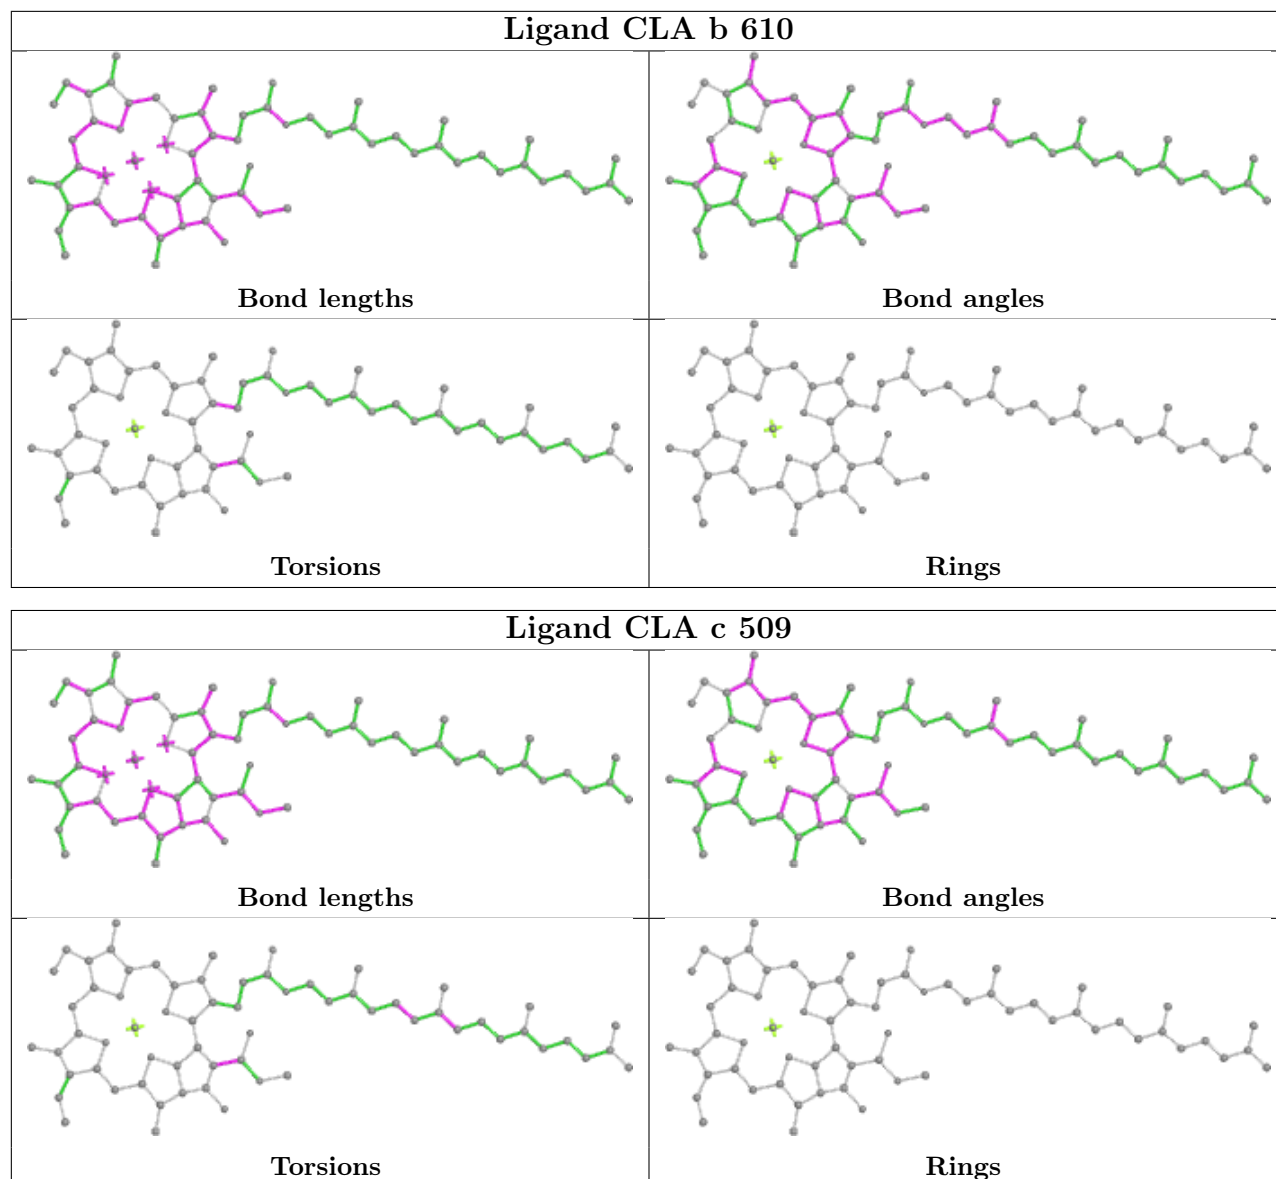 Ligand CLA b 610
Bond lengths
Bond angles
Torsions
Rings
Ligand CLA c 509
Bond lengths
Bond angles
Torsions
Rings